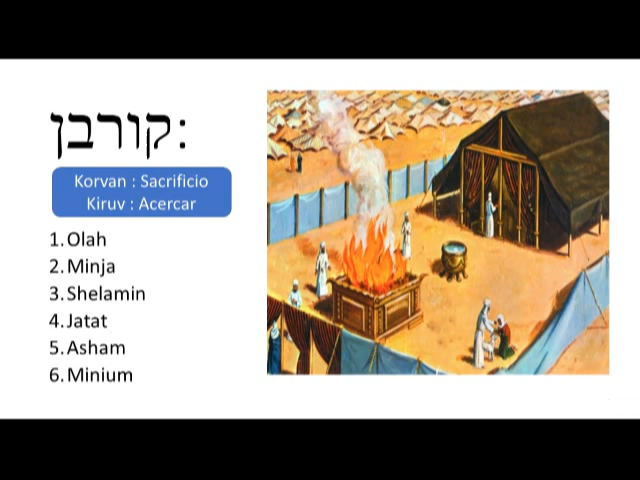 קורבן:
Korvan : Sacrificio
Kiruv : Acercar
1. Olah
2. Minja
3. Shelamin
4. Jatat
5. Asham
6. Minium